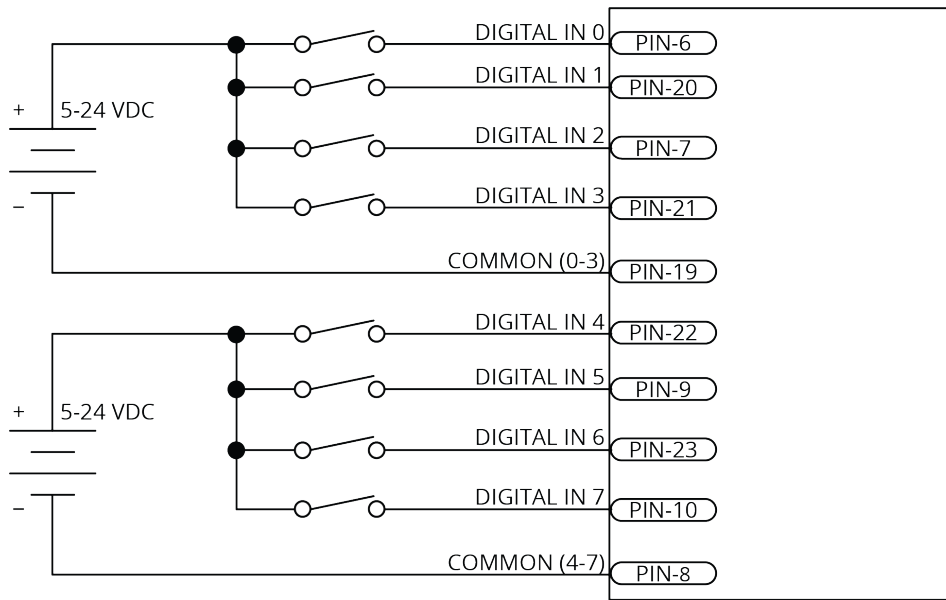 DIGITAL IN 0
PIN-6
DIGITAL IN 1
PIN-20
+ 5-24 VDC
DIGITAL IN 2
PIN-7
DIGITAL IN 3
PIN-21
−
COMMON (0-3)
PIN-19
DIGITAL IN 4
PIN-22
DIGITAL IN 5
PIN-9
+ 5-24 VDC
DIGITAL IN 6
PIN-23
DIGITAL IN 7
PIN-10
−
COMMON (4-7)
PIN-8